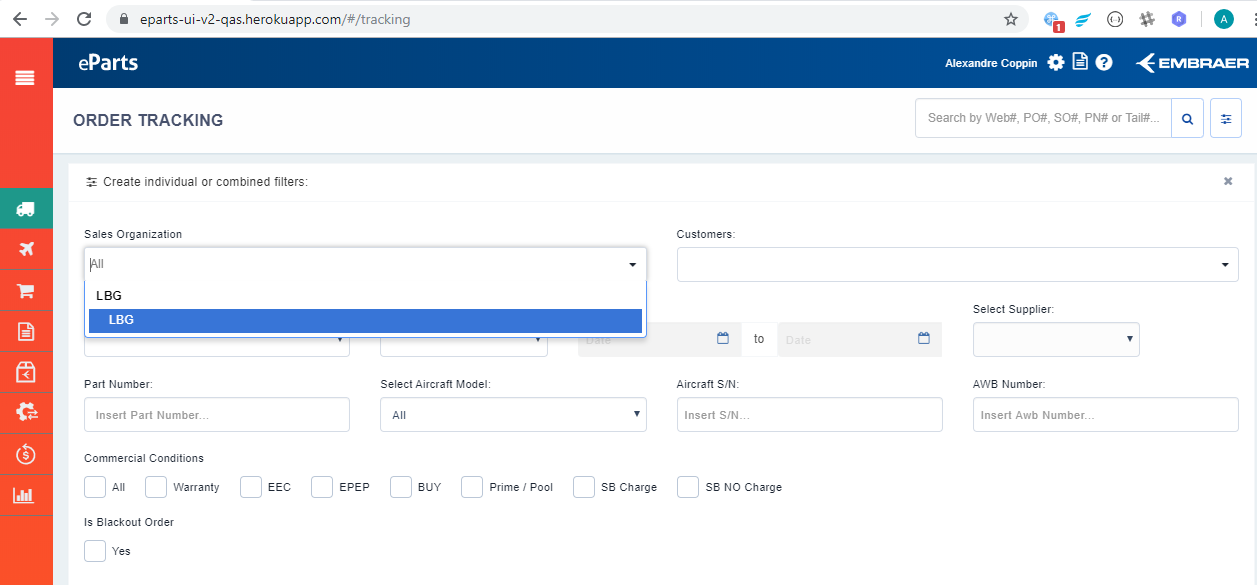 eparts-ui-v2-qas.herokuapp.com/#/tracking
1
R
A
eParts
Alexandre Coppin
EMBRAER
ORDER TRACKING
Search by Web#, PO#, SO#, PN# or Tail#...
Create individual or combined filters:
Sales Organization
Customers:
All
LBG
LBG
Select Supplier:
Date
to
Date
Part Number:
Select Aircraft Model:
Aircraft S/N:
AWB Number:
Insert Part Number...
All
Insert S/N...
Insert Awb Number...
Commercial Conditions
All
Warranty
EEC
EPEP
BUY
Prime / Pool
SB Charge
SB NO Charge
Is Blackout Order
Yes